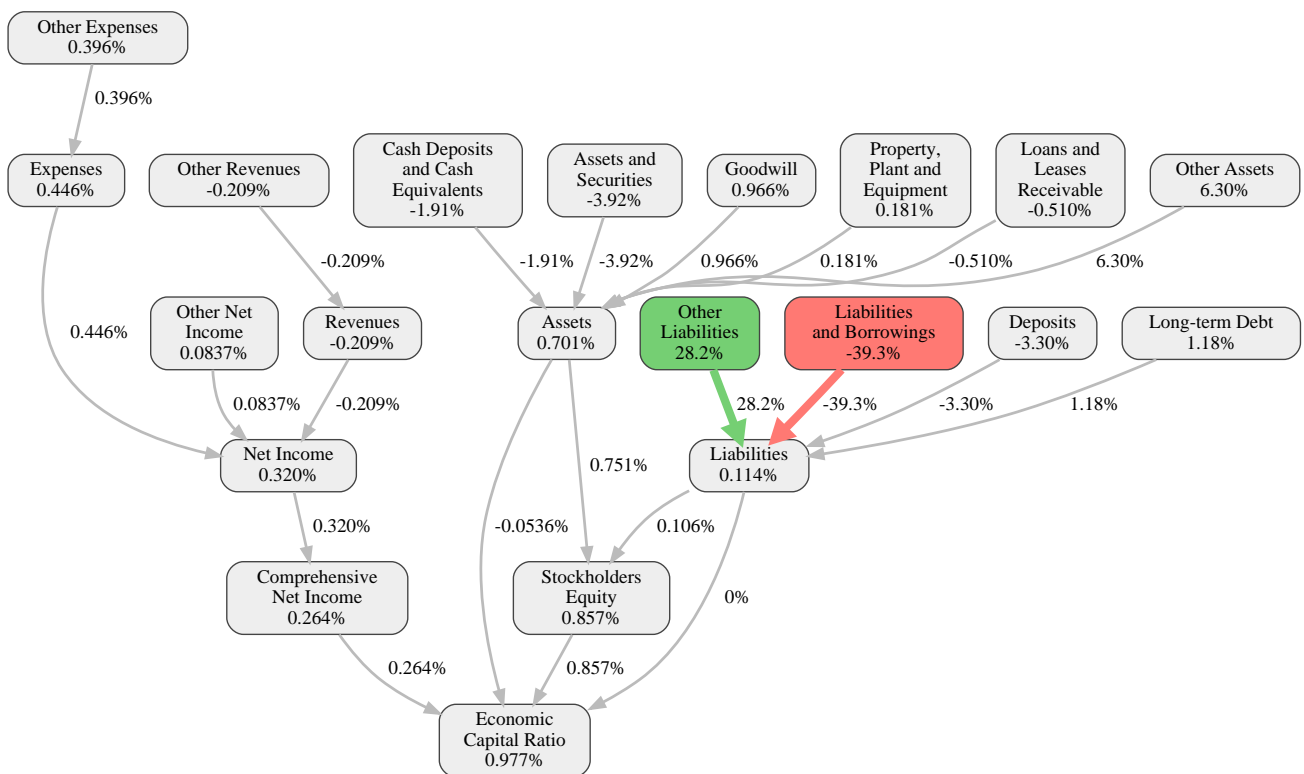 Other Expenses
0.396%
0.396%
Expenses
0.446%
Other Revenues
-0.209%
Cash Deposits
and Cash
Equivalents
-1.91%
Assets and
Securities
-3.92%
Goodwill
0.966%
Property,
Plant and
Equipment
0.181%
Loans and
Leases
Receivable
-0.510%
Other Assets
6.30%
-0.209%
-1.91%
-3.92%
0.966%
0.181%
-0.510%
6.30%
0.446%
Other Net
Income
0.0837%
Revenues
-0.209%
Assets
0.701%
Other
Liabilities
28.2%
Liabilities
and Borrowings
-39.3%
Deposits
-3.30%
Long-term Debt
1.18%
0.0837%
-0.209%
28.2%
-39.3%
-3.30%
1.18%
Net Income
0.320%
0.751%
Liabilities
0.114%
0.320%
-0.0536%
0.106%
Comprehensive
Net Income
0.264%
Stockholders
Equity
0.857%
0%
0.264%
0.857%
Economic
Capital Ratio
0.977%